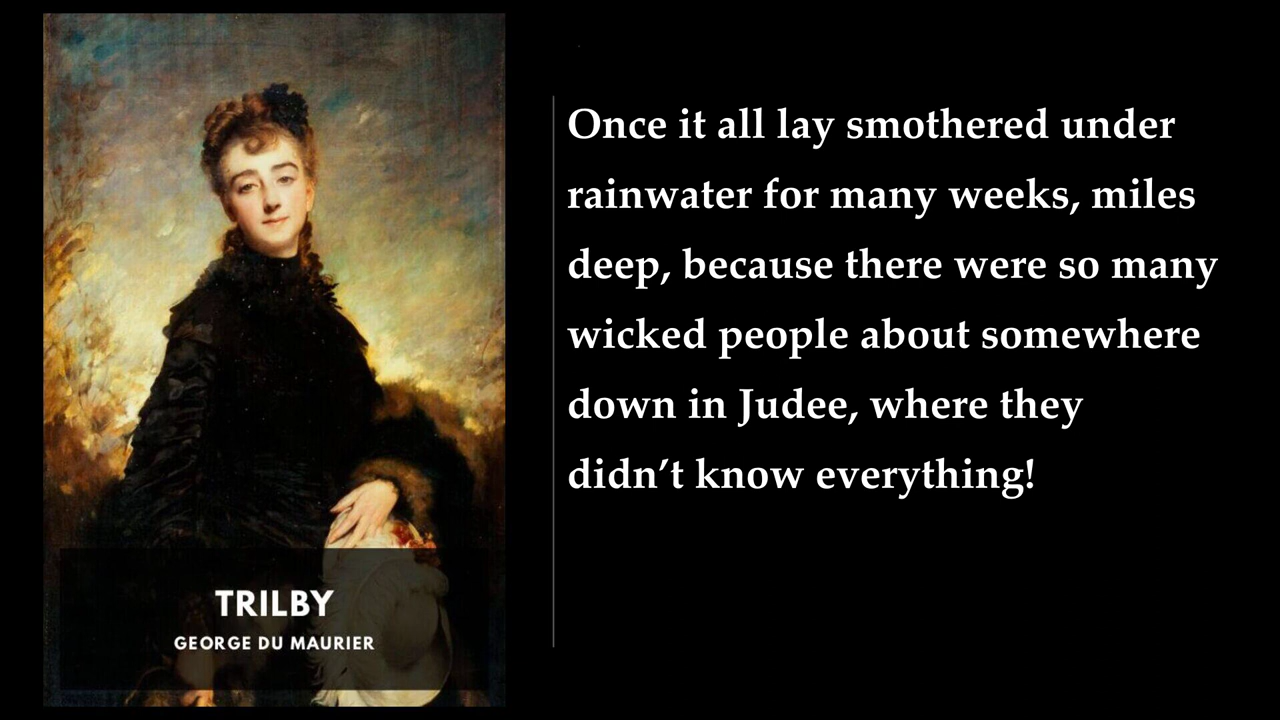 TRILBY
GEORGE DU MAURIER
Once it all lay smothered under
rainwater for many weeks, miles
deep, because there were so many
wicked people about somewhere
down in Judee, where they
didn’t know everything!